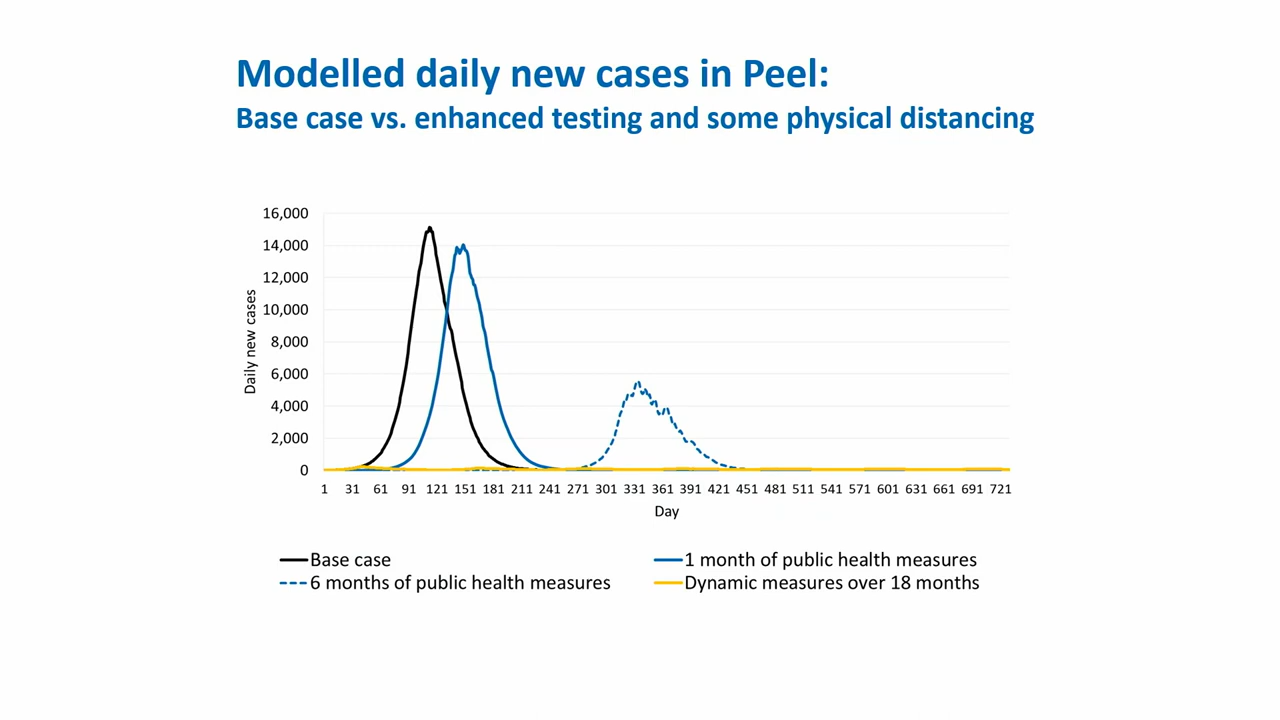 Modelled daily new cases in Peel:
Base case vs. enhanced testing and some physical distancing
16,000
14,000
12,000
10,000
8,000
6,000
4,000
2,000
0
Daily new cases
1 31 61 91 121 151 181 211 241 271 301 331 361 391 421 451 481 511 541 571 601 631 661 691 721
Day
Base case
1 month of public health measures
6 months of public health measures
Dynamic measures over 18 months